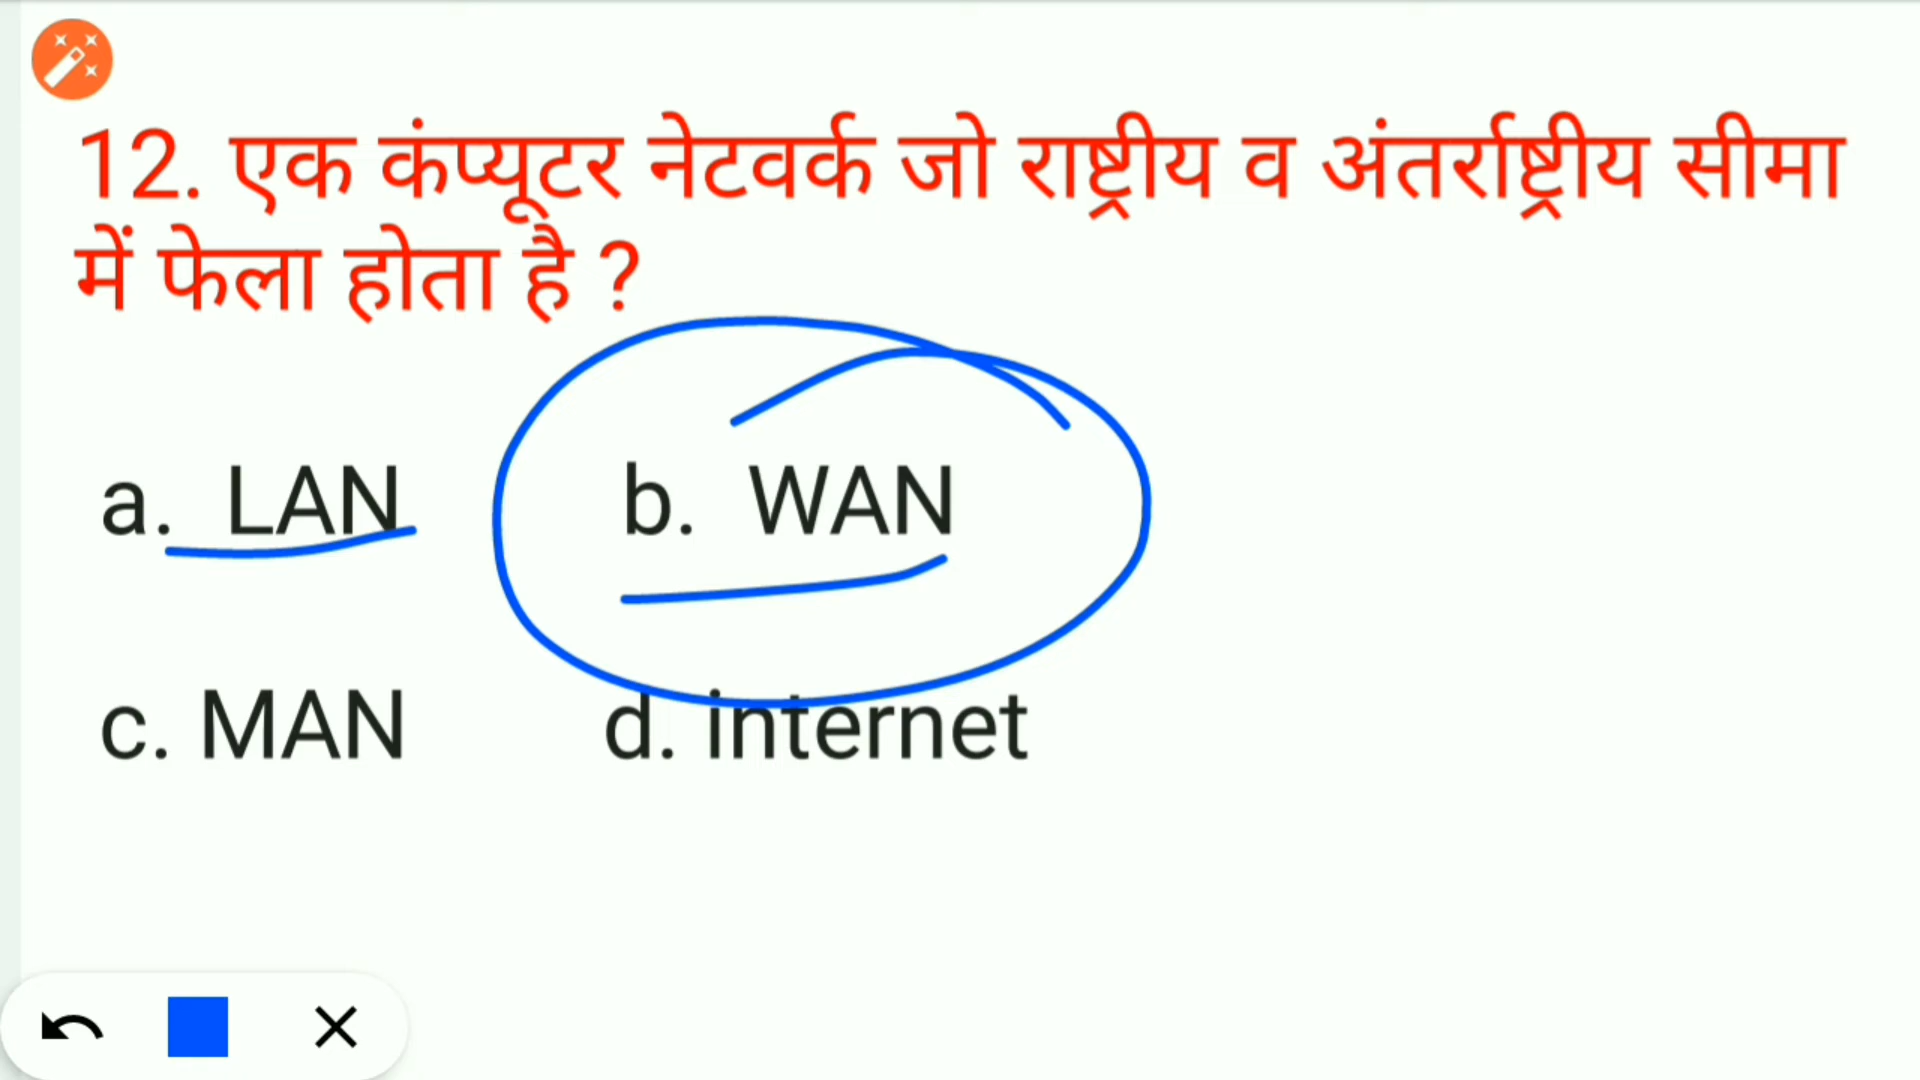 12. एक कंप्यूटर नेटवर्क जो राष्ट्रीय व अंतर्राष्ट्रीय सीमा
में फेला होता है ?
a. LAN b. WAN
c. MAN d. internet